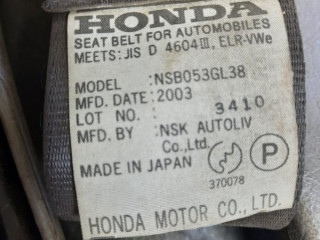 HONDA
SEAT BELT FOR AUTOMOBILES
MEETS: JIS D 4604III, ELR-VWe
MODEL :NSB053GL38
MFD. DATE:2003
LOT NO. : 3410
MFD. BY :NSK AUTOLIV
Co.,Ltd.
MADE IN JAPAN P
370078
HONDA MOTOR CO., LTD.